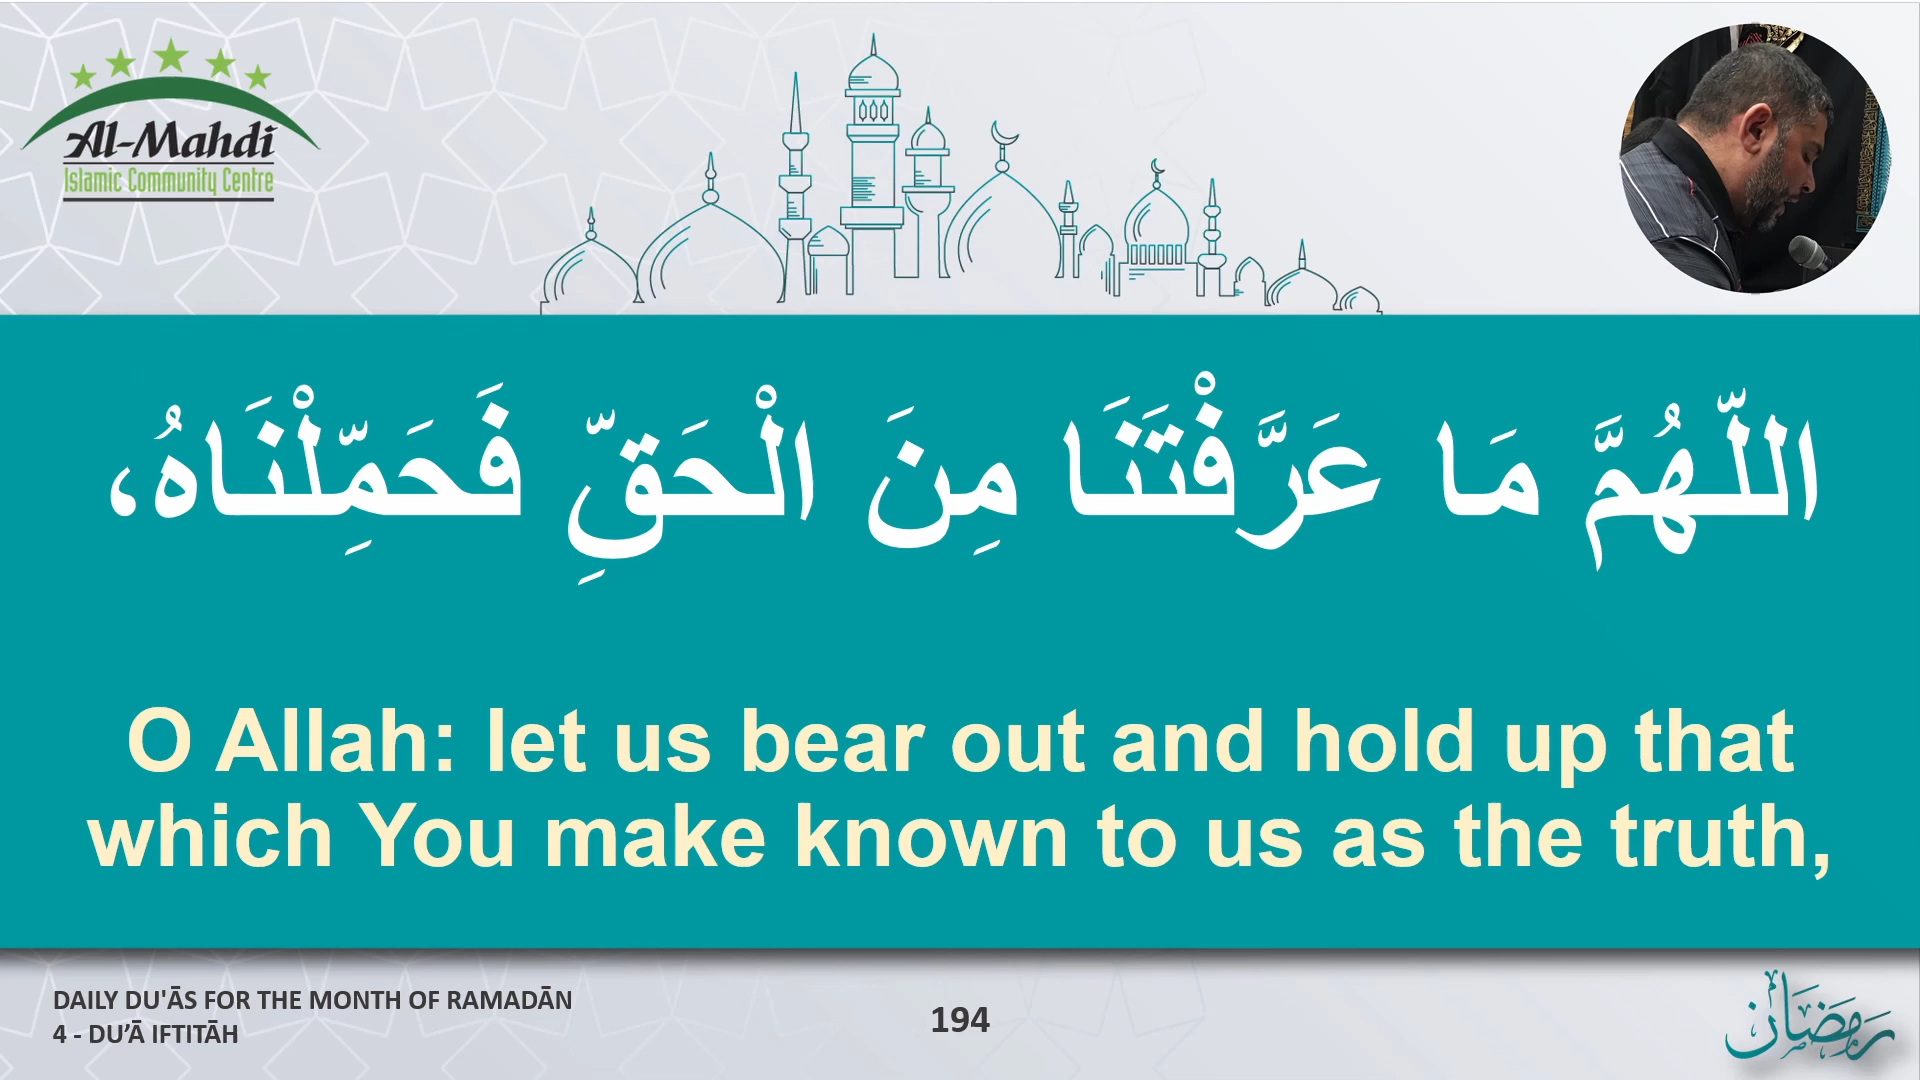 Al-Mahdi
Islamic Community Centre
اللّهُمَّ مَا عَرَّفْتَنَا مِنَ الْحَقِّ فَحَمِّلْنَاهُ،
O Allah: let us bear out and hold up that
which You make known to us as the truth,
DAILY DU'ĀS FOR THE MONTH OF RAMADĀN
4 - DU’Ā IFTITĀH
194
رَمَضَان